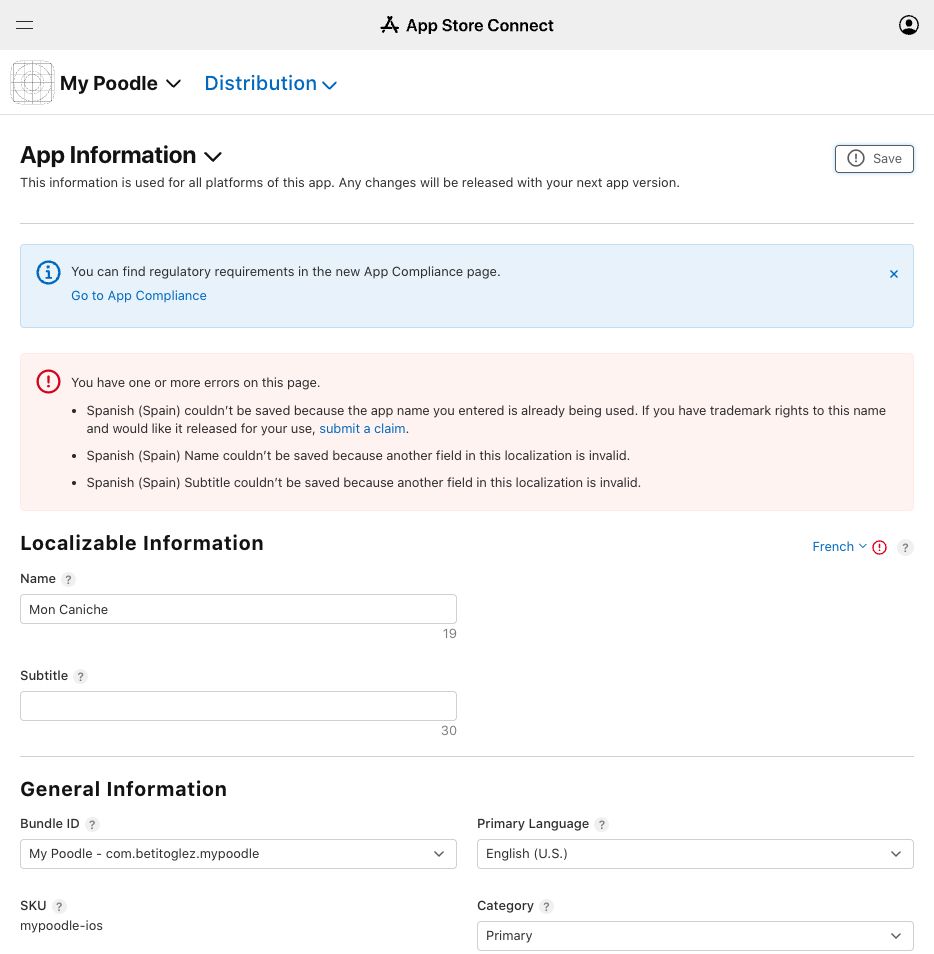 App Store Connect
My Poodle
Distribution
App Information
Save
This information is used for all platforms of this app. Any changes will be released with your next app version.
You can find regulatory requirements in the new App Compliance page.
Go to App Compliance
You have one or more errors on this page.
Spanish (Spain) couldn’t be saved because the app name you entered is already being used. If you have trademark rights to this name
and would like it released for your use, submit a claim.
Spanish (Spain) Name couldn’t be saved because another field in this localization is invalid.
Spanish (Spain) Subtitle couldn’t be saved because another field in this localization is invalid.
Localizable Information
French
?
Name ?
Mon Caniche
19
Subtitle ?
30
General Information
Bundle ID ?
My Poodle - com.betitoglez.mypoodle
Primary Language ?
English (U.S.)
SKU ?
mypoodle-ios
Category ?
Primary